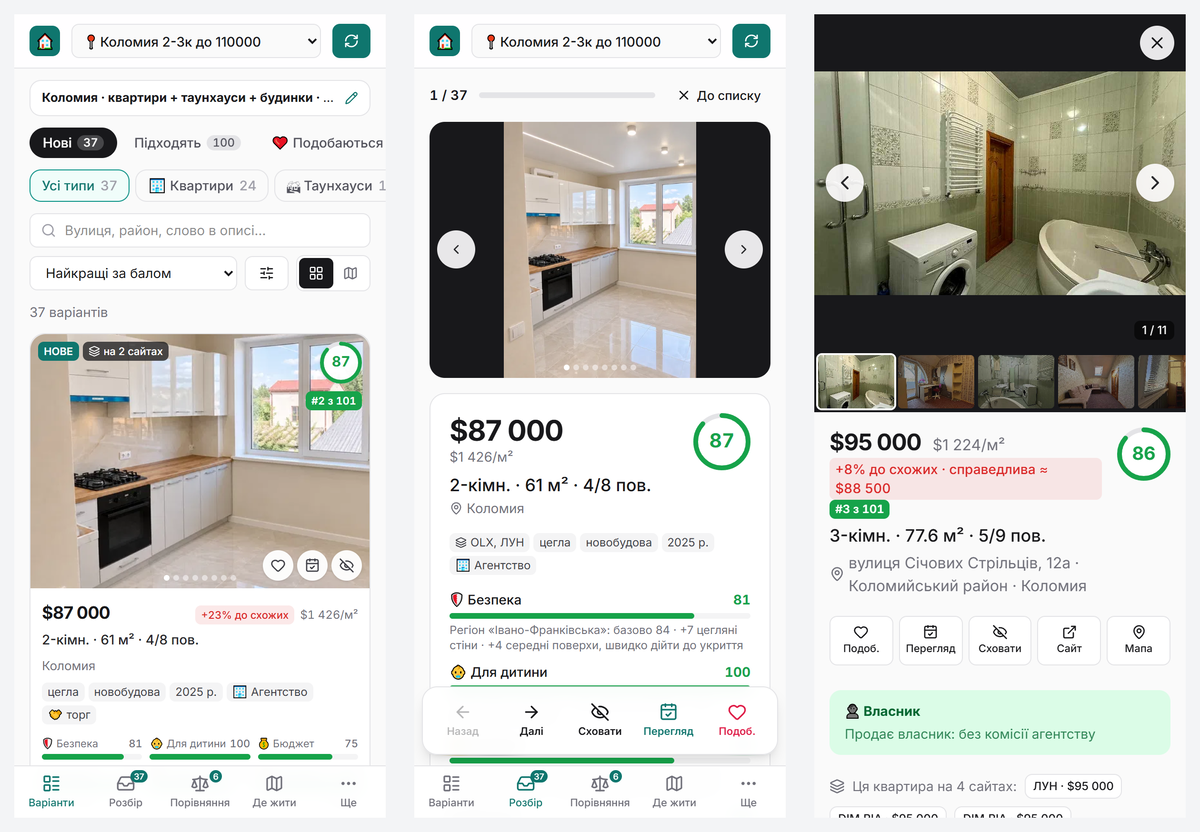 Коломия 2-3к до 110000
Коломия · квартири + таунхауси + будинки · ...
Нові 37
Підходять 100
Подобаються
Усі типи 37
Квартири 24
Таунхауси 1
Вулиця, район, слово в описі...
Найкращі за балом
37 варіантів
НОВЕ
на 2 сайтах
87
#2 з 101
$87 000
+23% до схожих
$1 426/м²
2-кімн. · 61 м² · 4/8 пов.
Коломия
цегла
новобудова
2025 р.
Агентство
торг
Безпека 81
Для дитини 100
Бюджет 75
Варіанти
Розбір 37
Порівняння 6
Де жити
Ще
Коломия 2-3к до 110000
1 / 37
До списку
$87 000
87
$1 426/м²
2-кімн. · 61 м² · 4/8 пов.
Коломия
OLX, ЛУН
цегла
новобудова
2025 р.
Агентство
Безпека 81
Регіон «Івано-Франківська»: базово 84 · +7 цегляні
стіни · +4 середні поверхи, швидко дійти до укриття
Для дитини 100
Назад
Далі
Сховати
Перегляд
Подоб.
Варіанти
Розбір 37
Порівняння 6
Де жити
Ще
1 / 11
$95 000 $1 224/м²
86
+8% до схожих · справедлива ≈
$88 500
#3 з 101
3-кімн. · 77.6 м² · 5/9 пов.
вулиця Січових Стрільців, 12а ·
Коломийський район · Коломия
Подоб.
Перегляд
Сховати
Сайт
Мапа
Власник
Продає власник: без комісії агентству
Ця квартира на 4 сайтах:
ЛУН · $95 000
DIM.RIA · $95 000
DIM.RIA · $95 000